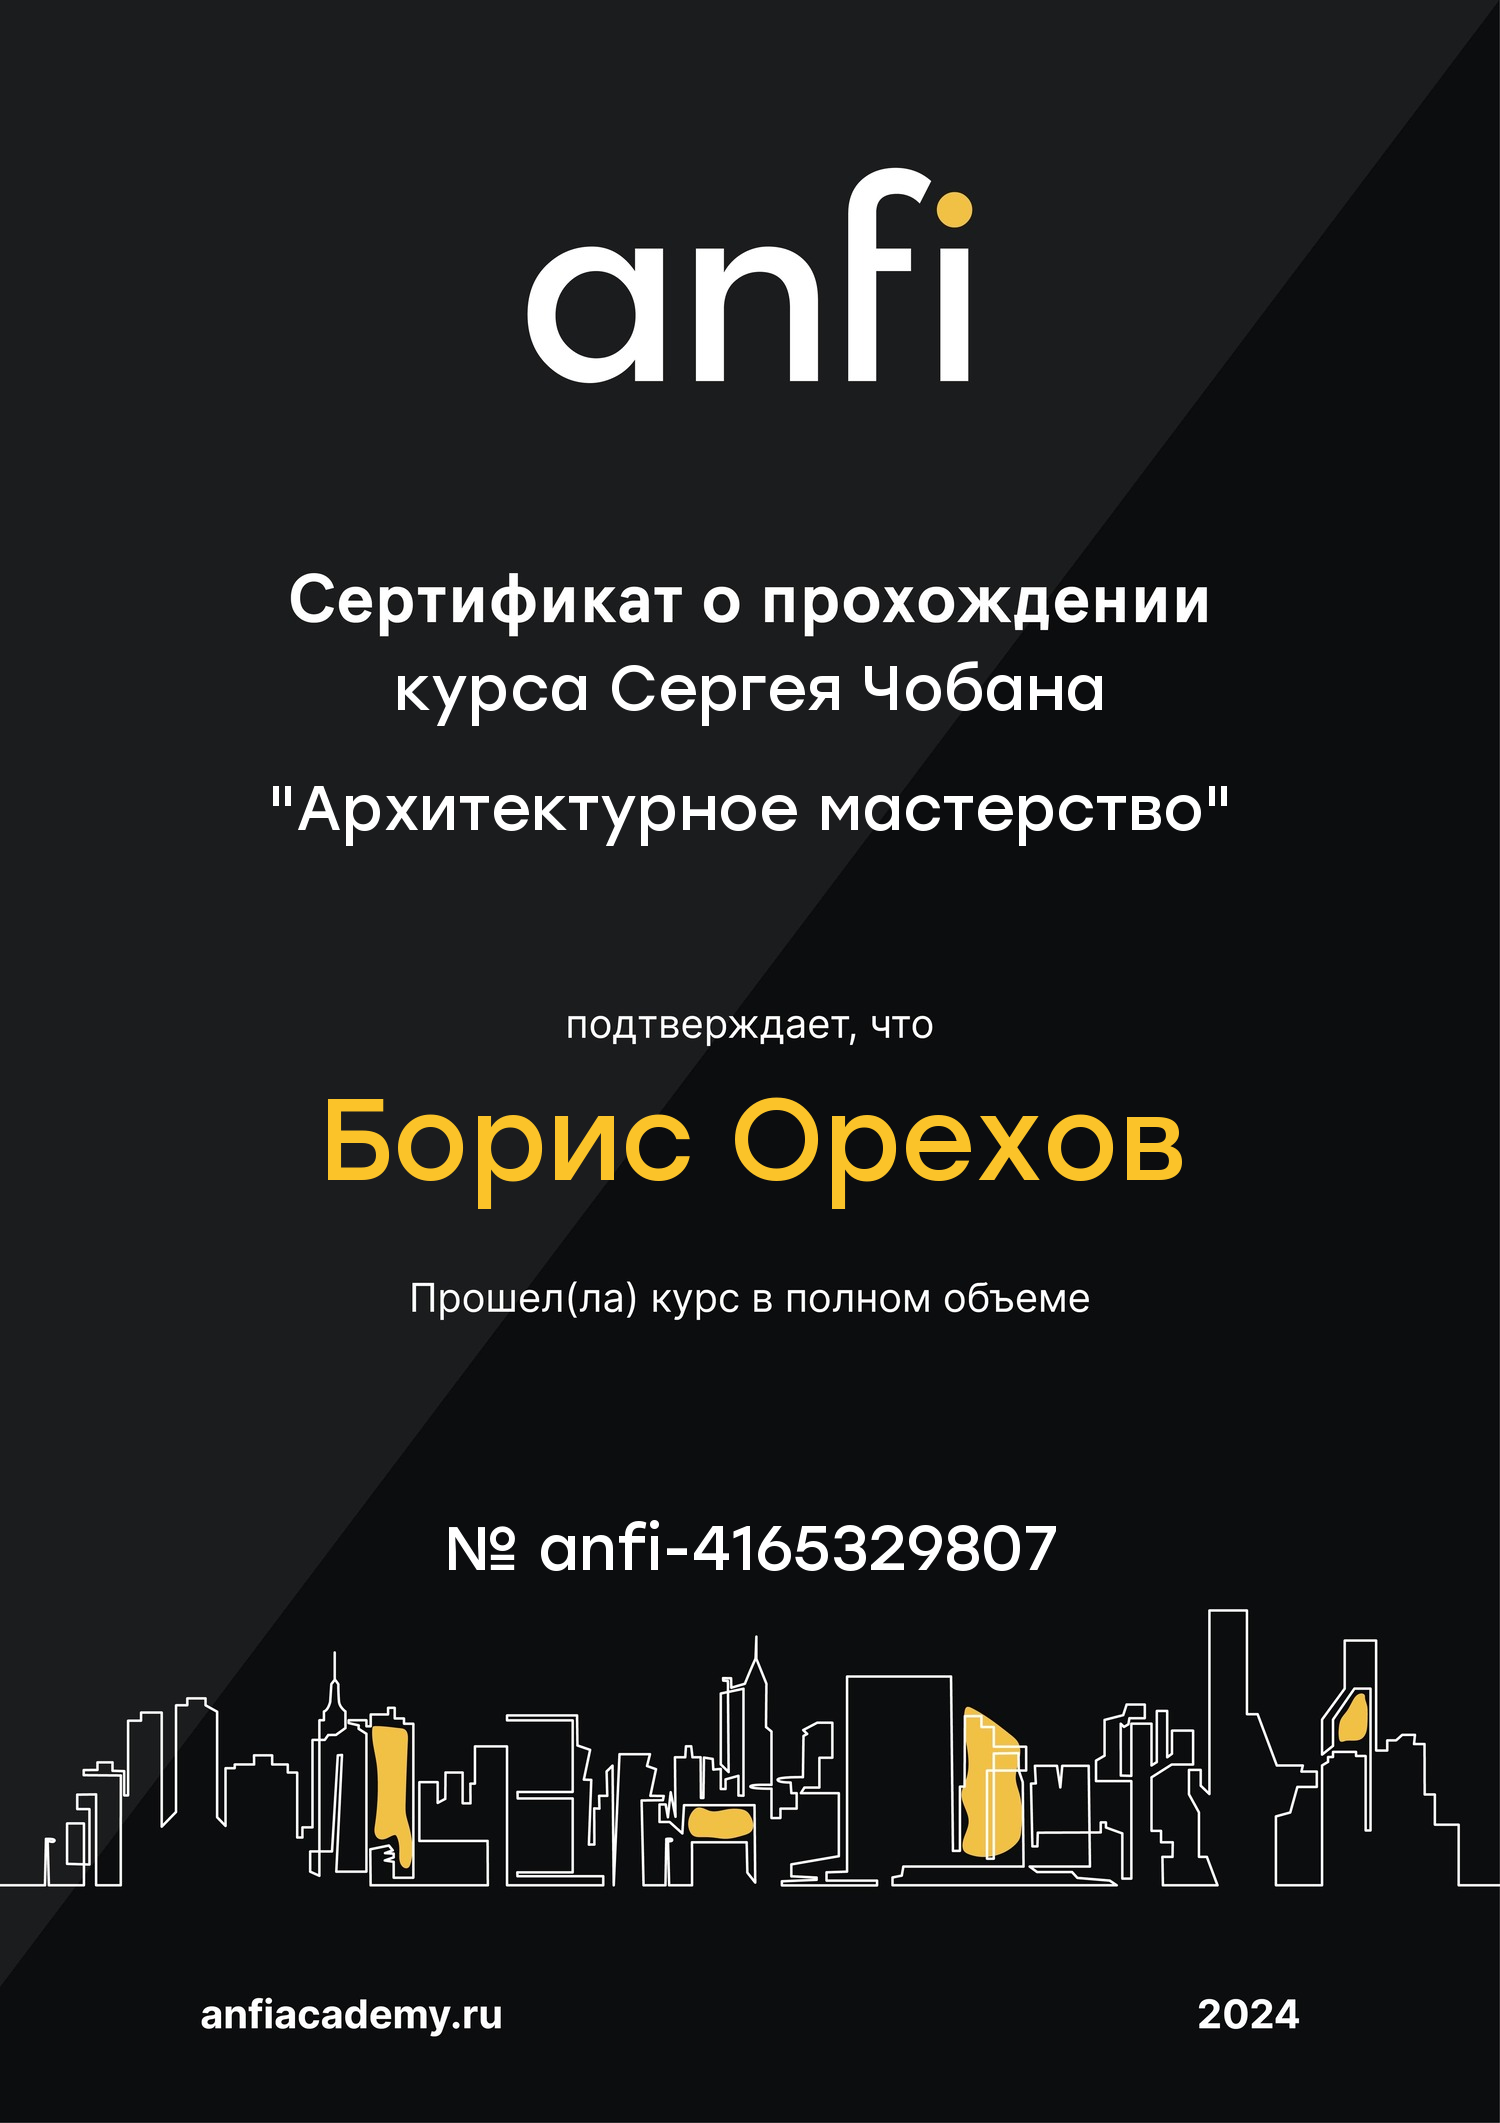 anfi
Сертификат о прохождении
курса Сергея Чобана
"Архитектурное мастерство"
подтверждает, что
Борис Орехов
Прошел(ла) курс в полном объеме
№ anfi-4165329807
anfiacademy.ru
2024